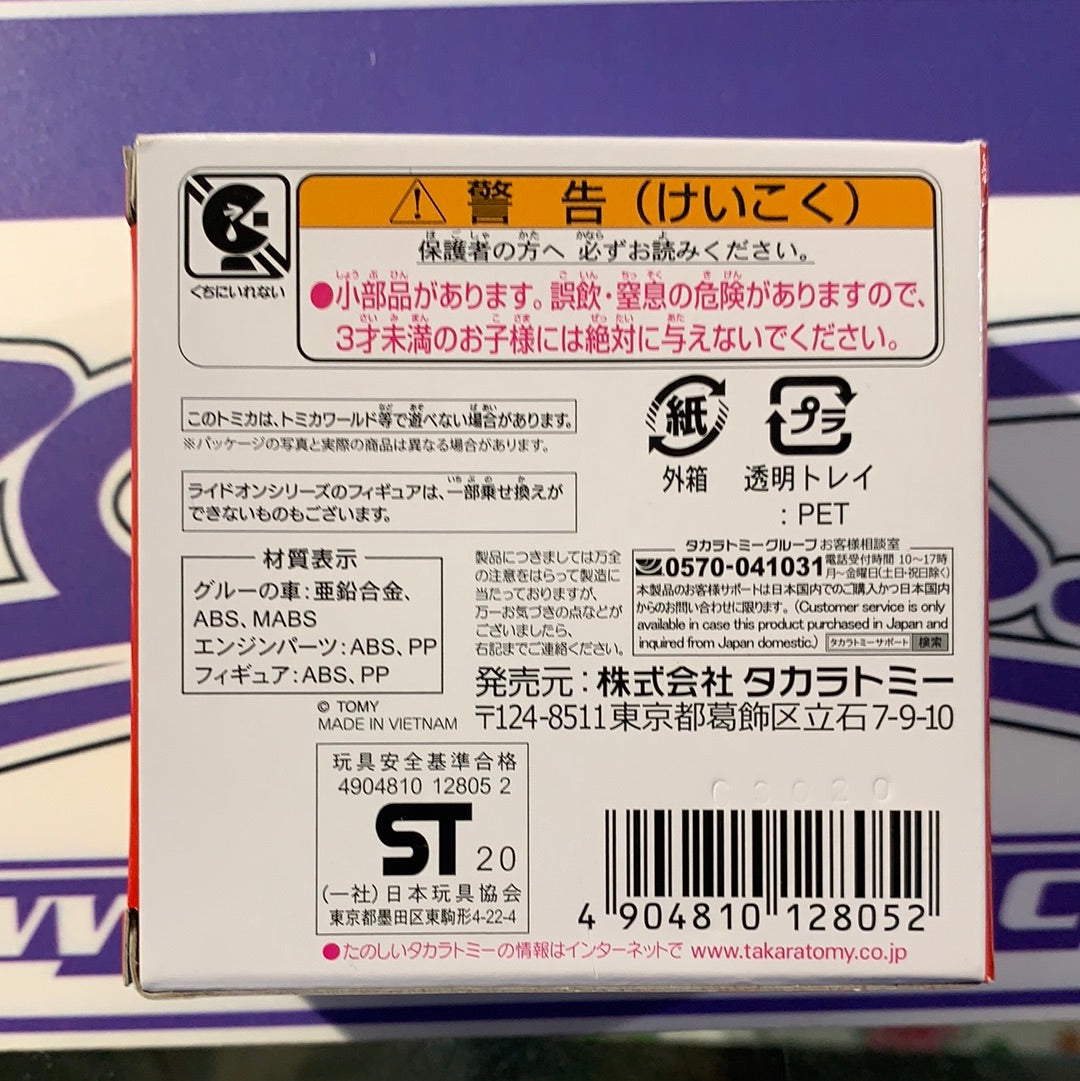 警告(けいこく)
保護者の方へ 必ずお読みください。
くちにいれない
●小部品があります。誤飲・窒息の危険がありますので、
3才未満のお子様には絶対に与えないでください。
このトミカは、トミカワールド等で遊べない場合があります。
※パッケージの写真と実際の商品は異なる場合があります。
紙
プラ
外箱
透明トレイ
:PET
ライドオンシリーズのフィギュアは、一部乗せ換えが
できないものもございます。
材質表示
グルーの車:亜鉛合金、
ABS、MABS
エンジンパーツ:ABS、PP
フィギュア:ABS、PP
製品につきましては万全
の注意をはらって製造に
当たっておりますが、
万一お気づきの点などが
ございましたら、
右記までご連絡ください。
タカラトミーグループお客様相談室
0570-041031 電話受付時間 10〜17時
月〜金曜日(土日・祝日除く)
本製品のお客様サポートは日本国内でのご購入かつ日本国内
からのお問い合わせに限ります。(Customer service is only
available in case this product purchased in Japan and
inquired from Japan domestic.) タカラトミーサポート 検索
発売元:株式会社 タカラトミー
〒124-8511 東京都葛飾区立石7-9-10
© TOMY
MADE IN VIETNAM
玩具安全基準合格
4904810 12805 2
ST 20
(一社)日本玩具協会
東京都墨田区東駒形4-22-4
C3020
4 904810 128052
●たのしいタカラトミーの情報はインターネットで www.takaratomy.co.jp